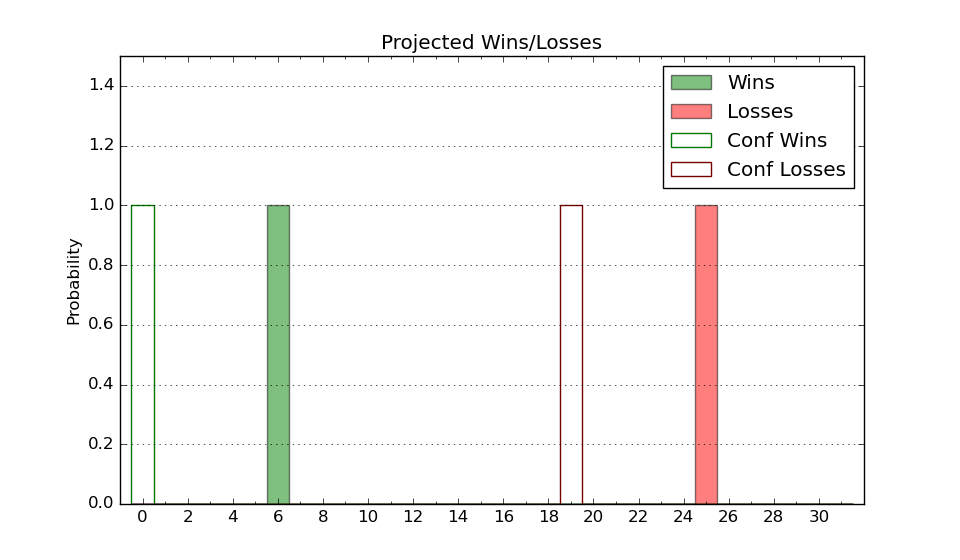 Projected Wins/Losses
Wins
Losses
Conf Wins
Conf Losses
Probability
1.4
1.2
1.0
0.8
0.6
0.4
0.2
0.0
0 2 4 6 8 10 12 14 16 18 20 22 24 26 28 30